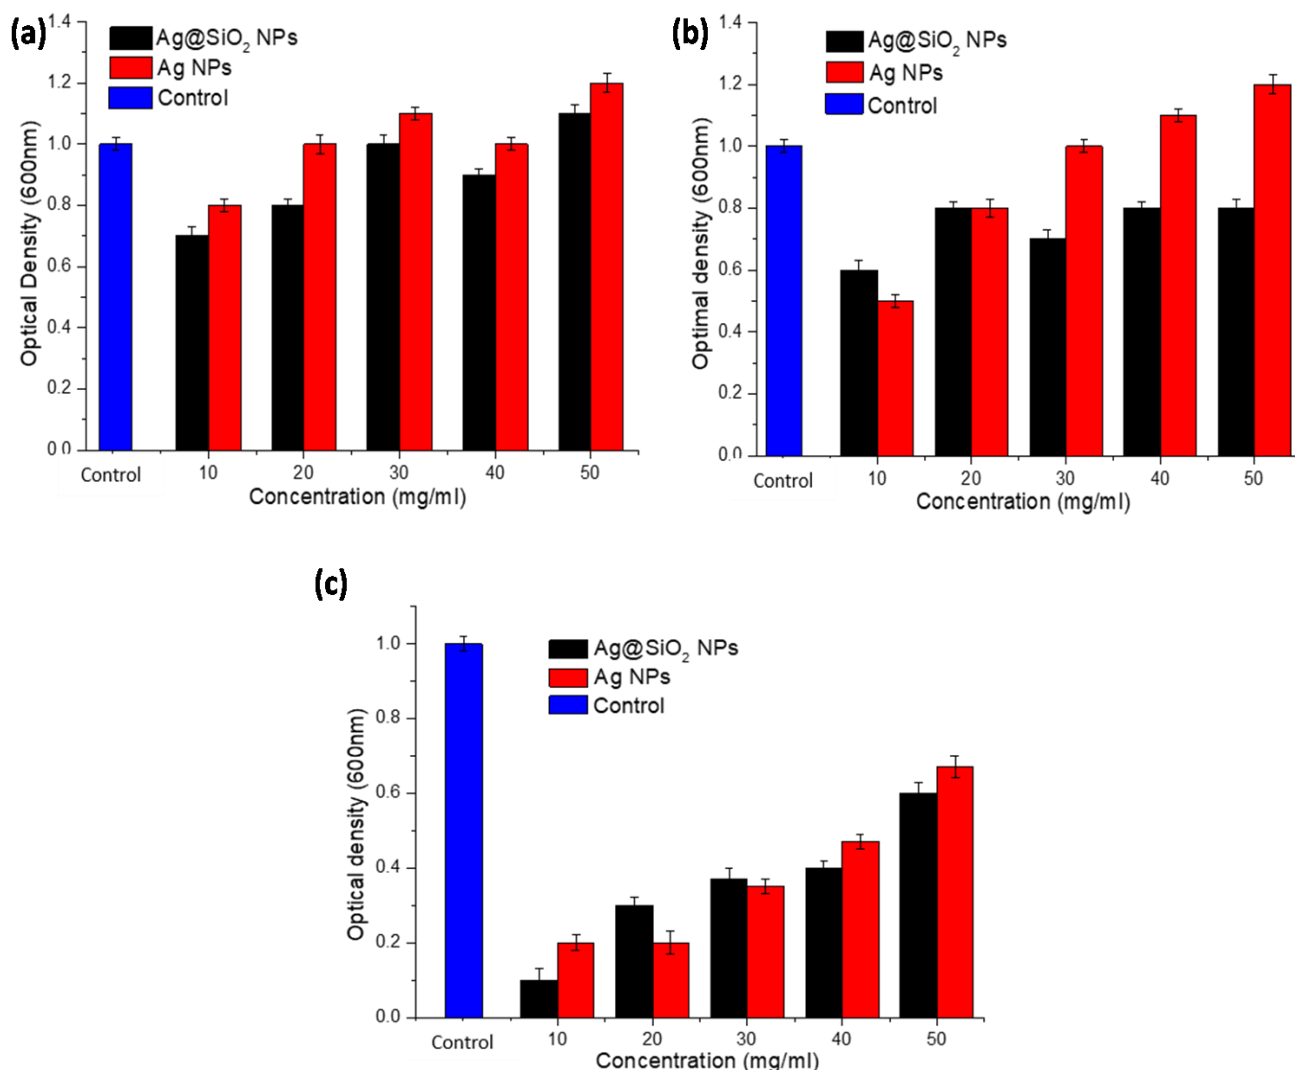 (a)
Ag@SiO₂ NPs
Ag NPs
Control
Optical Density (600nm)
1.4
1.2
1.0
0.8
0.6
0.4
0.2
0.0
Control
10
20
30
40
50
Concentration (mg/ml)
(b)
Ag@SiO₂ NPs
Ag NPs
Control
Optimal density (600nm)
1.4
1.2
1.0
0.8
0.6
0.4
0.2
0.0
Control
10
20
30
40
50
Concentration (mg/ml)
(c)
Ag@SiO₂ NPs
Ag NPs
Control
Optical density (600nm)
1.0
0.8
0.6
0.4
0.2
0.0
Control
10
20
30
40
50
Concentration (mg/ml)